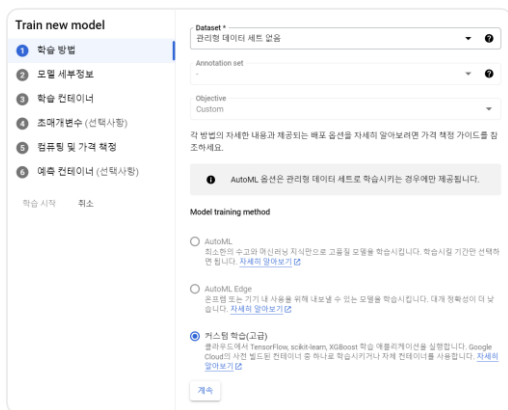 Train new model
1 학습 방법
2 모델 세부정보
3 학습 컨테이너
4 초매개변수 (선택사항)
5 컴퓨팅 및 가격 책정
6 예측 컨테이너 (선택사항)
학습 시작 취소
Dataset *
관리형 데이터 세트 없음
Annotation set
-
Objective
Custom
각 방법의 자세한 내용과 제공되는 배포 옵션을 자세히 알아보려면 가격 책정 가이드를 참
조하세요.
AutoML 옵션은 관리형 데이터 세트로 학습시키는 경우에만 제공됩니다.
Model training method
AutoML
최소한의 수고와 머신러닝 지식만으로 고품질 모델을 학습시킵니다. 학습시킬 기간만 선택하
면 됩니다. 자세히 알아보기
AutoML Edge
온프렘 또는 기기 내 사용을 위해 내보낼 수 있는 모델을 학습시킵니다. 대개 정확성이 더 낮
습니다. 자세히 알아보기
커스텀 학습(고급)
클라우드에서 TensorFlow, scikit-learn, XGBoost 학습 애플리케이션을 실행합니다. Google
Cloud의 사전 빌드된 컨테이너 중 하나로 학습시키거나 자체 컨테이너를 사용합니다. 자세히
알아보기
계속